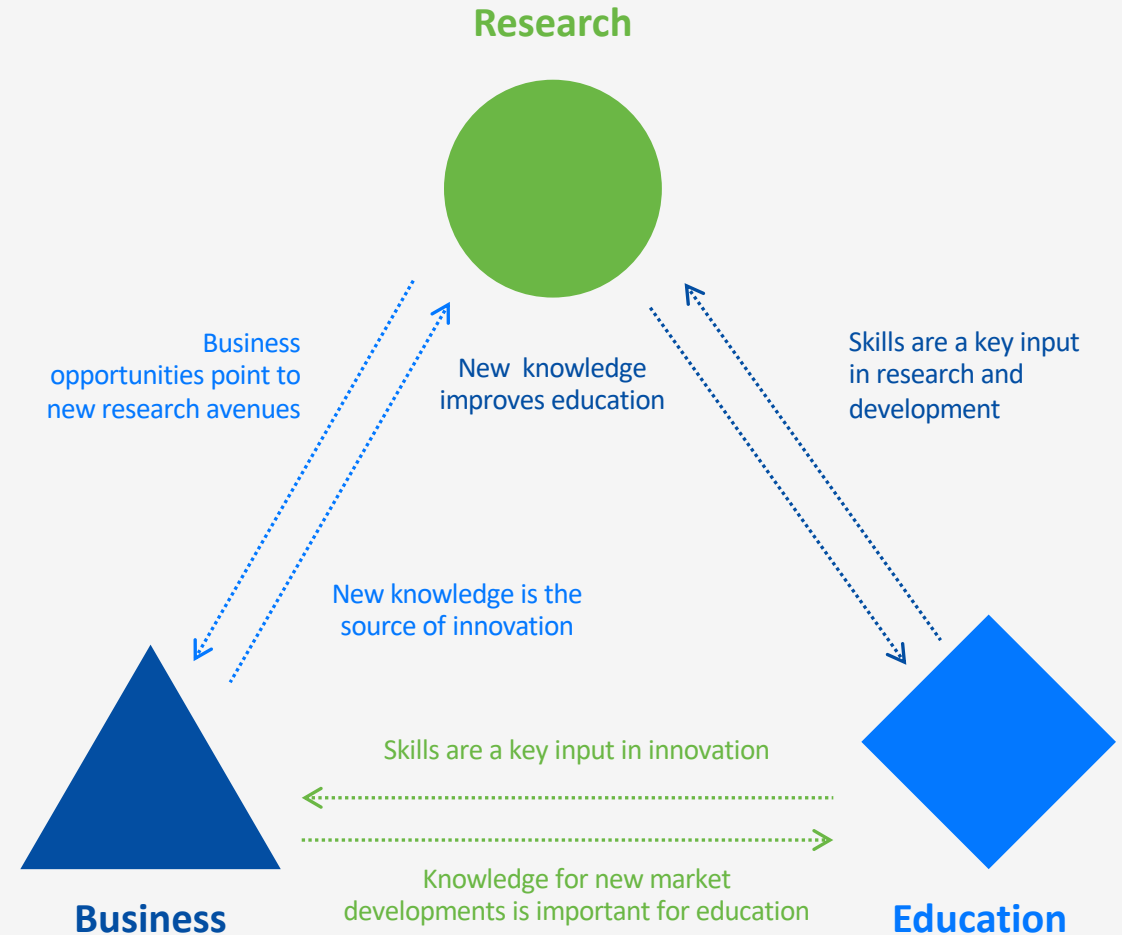 Research
Business
opportunities point to
new research avenues
New knowledge
improves education
Skills are a key input
in research and
development
New knowledge is the
source of innovation
Skills are a key input in innovation
Knowledge for new market
developments is important for education
Business
Education